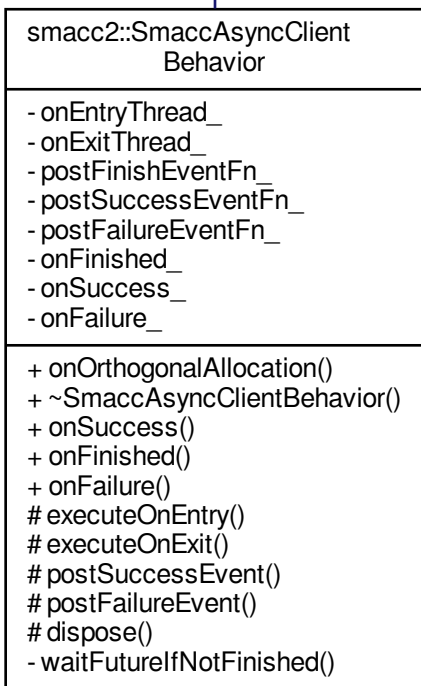 smacc2::SmaccAsyncClient
Behavior
- onEntryThread_
- onExitThread_
- postFinishEventFn_
- postSuccessEventFn_
- postFailureEventFn_
- onFinished_
- onSuccess_
- onFailure_
+ onOrthogonalAllocation()
+ ~SmaccAsyncClientBehavior()
+ onSuccess()
+ onFinished()
+ onFailure()
# executeOnEntry()
# executeOnExit()
# postSuccessEvent()
# postFailureEvent()
# dispose()
- waitFutureIfNotFinished()